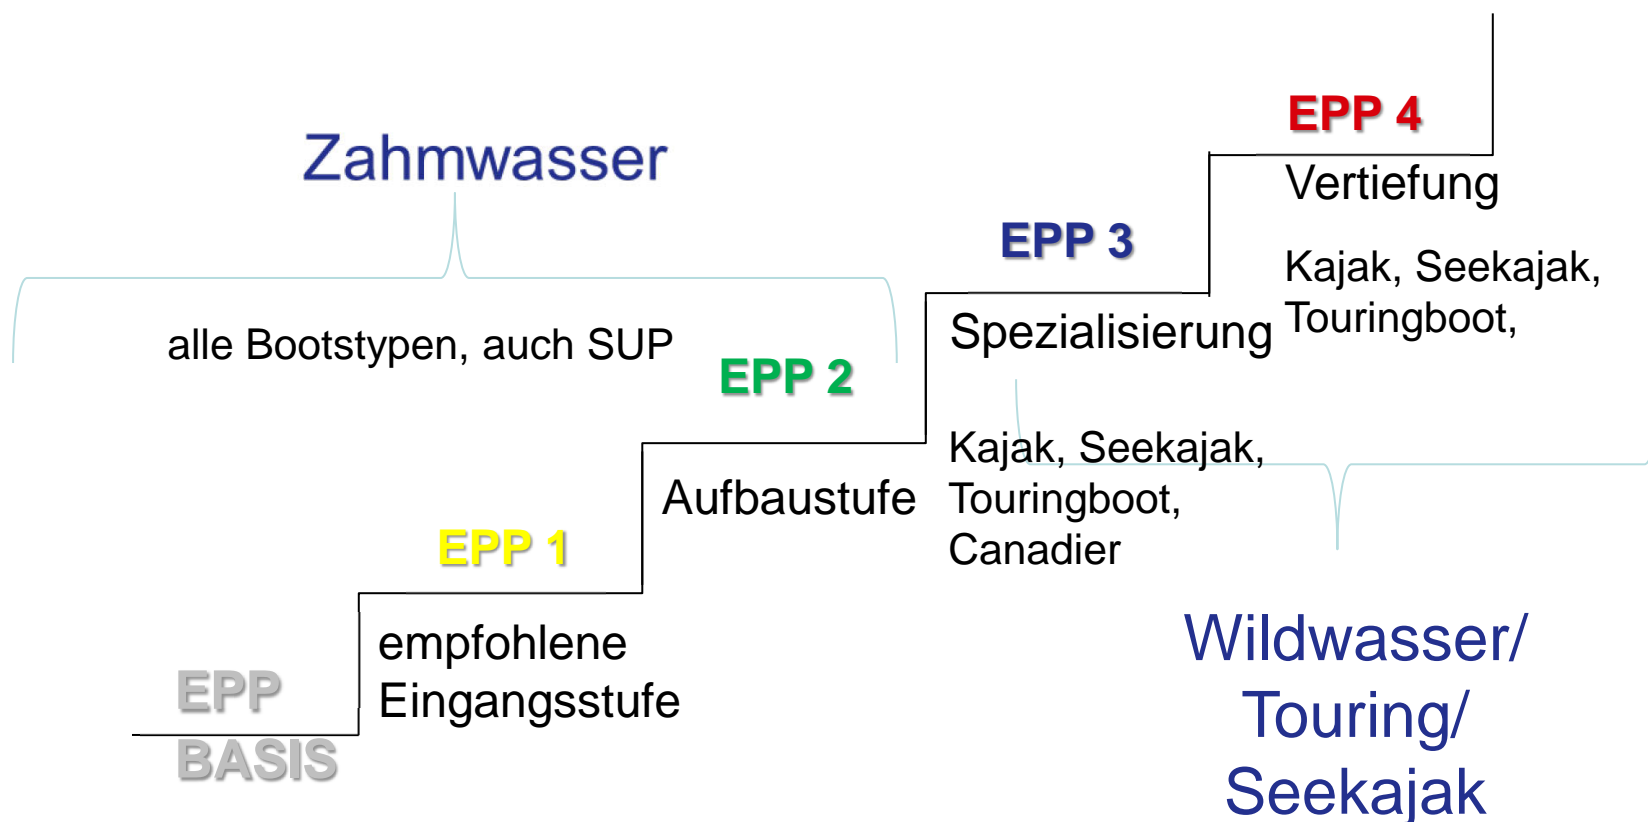 Zahmwasser
alle Bootstypen, auch SUP
EPP
BASIS
EPP 1
empfohlene
Eingangsstufe
EPP 2
Aufbaustufe
EPP 3
Spezialisierung
Kajak, Seekajak,
Touringboot,
Canadier
EPP 4
Vertiefung
Kajak, Seekajak,
Touringboot,
Wildwasser/
Touring/
Seekajak